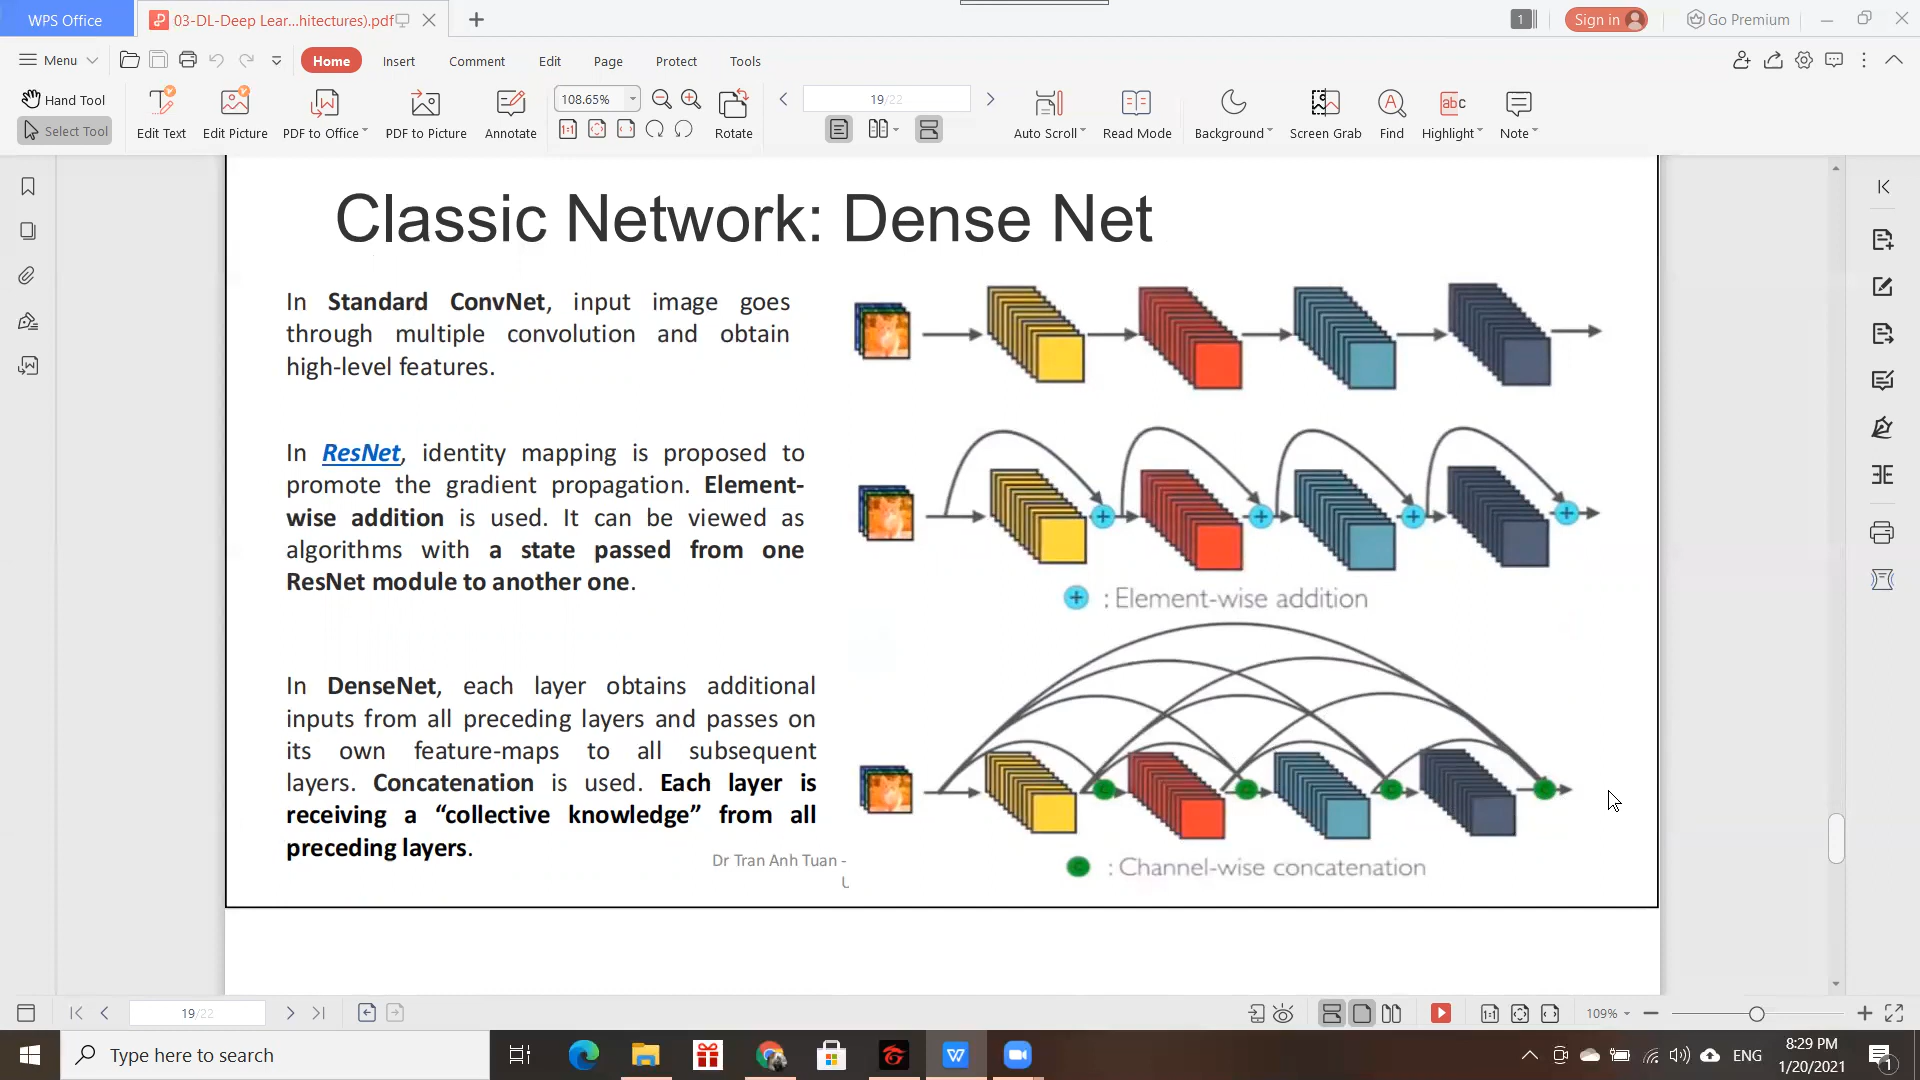 WPS Office
03-DL-Deep Lear...hitectures).pdf
1
Sign in
Go Premium
Menu
Home
Insert
Comment
Edit
Page
Protect
Tools
Hand Tool
Select Tool
Edit Text
Edit Picture
PDF to Office
PDF to Picture
Annotate
108.65%
Rotate
19/22
Auto Scroll
Read Mode
Background
Screen Grab
Find
Highlight
Note
Classic Network: Dense Net
In Standard ConvNet, input image goes
through multiple convolution and obtain
high-level features.
In ResNet, identity mapping is proposed to
promote the gradient propagation. Element-
wise addition is used. It can be viewed as
algorithms with a state passed from one
ResNet module to another one.
+ : Element-wise addition
In DenseNet, each layer obtains additional
inputs from all preceding layers and passes on
its own feature-maps to all subsequent
layers. Concatenation is used. Each layer is
receiving a “collective knowledge” from all
preceding layers.
Dr Tran Anh Tuan -
C : Channel-wise concatenation
19/22
109%
Type here to search
ENG
8:29 PM
1/20/2021
1